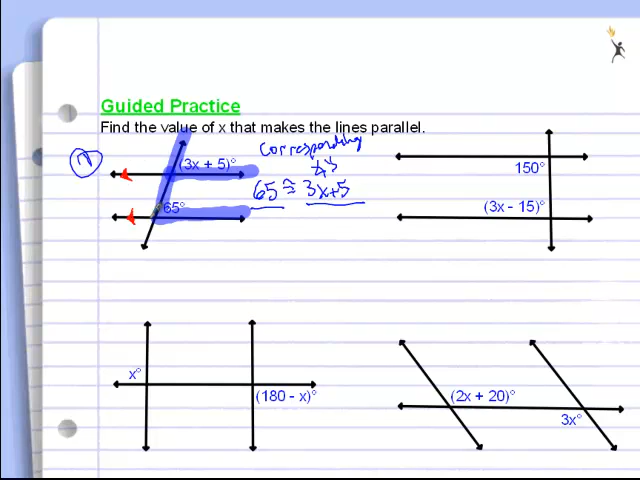 Guided Practice
Find the value of x that makes the lines parallel.
corresponding
∠s
(3x + 5)°
65 ≅ 3x+5
65°
150°
(3x - 15)°
x°
(180 - x)°
(2x + 20)°
3x°